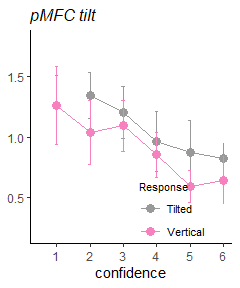 pMFC tilt
1.5
1.0
0.5
Response
Tilted
Vertical
1 2 3 4 5 6
confidence